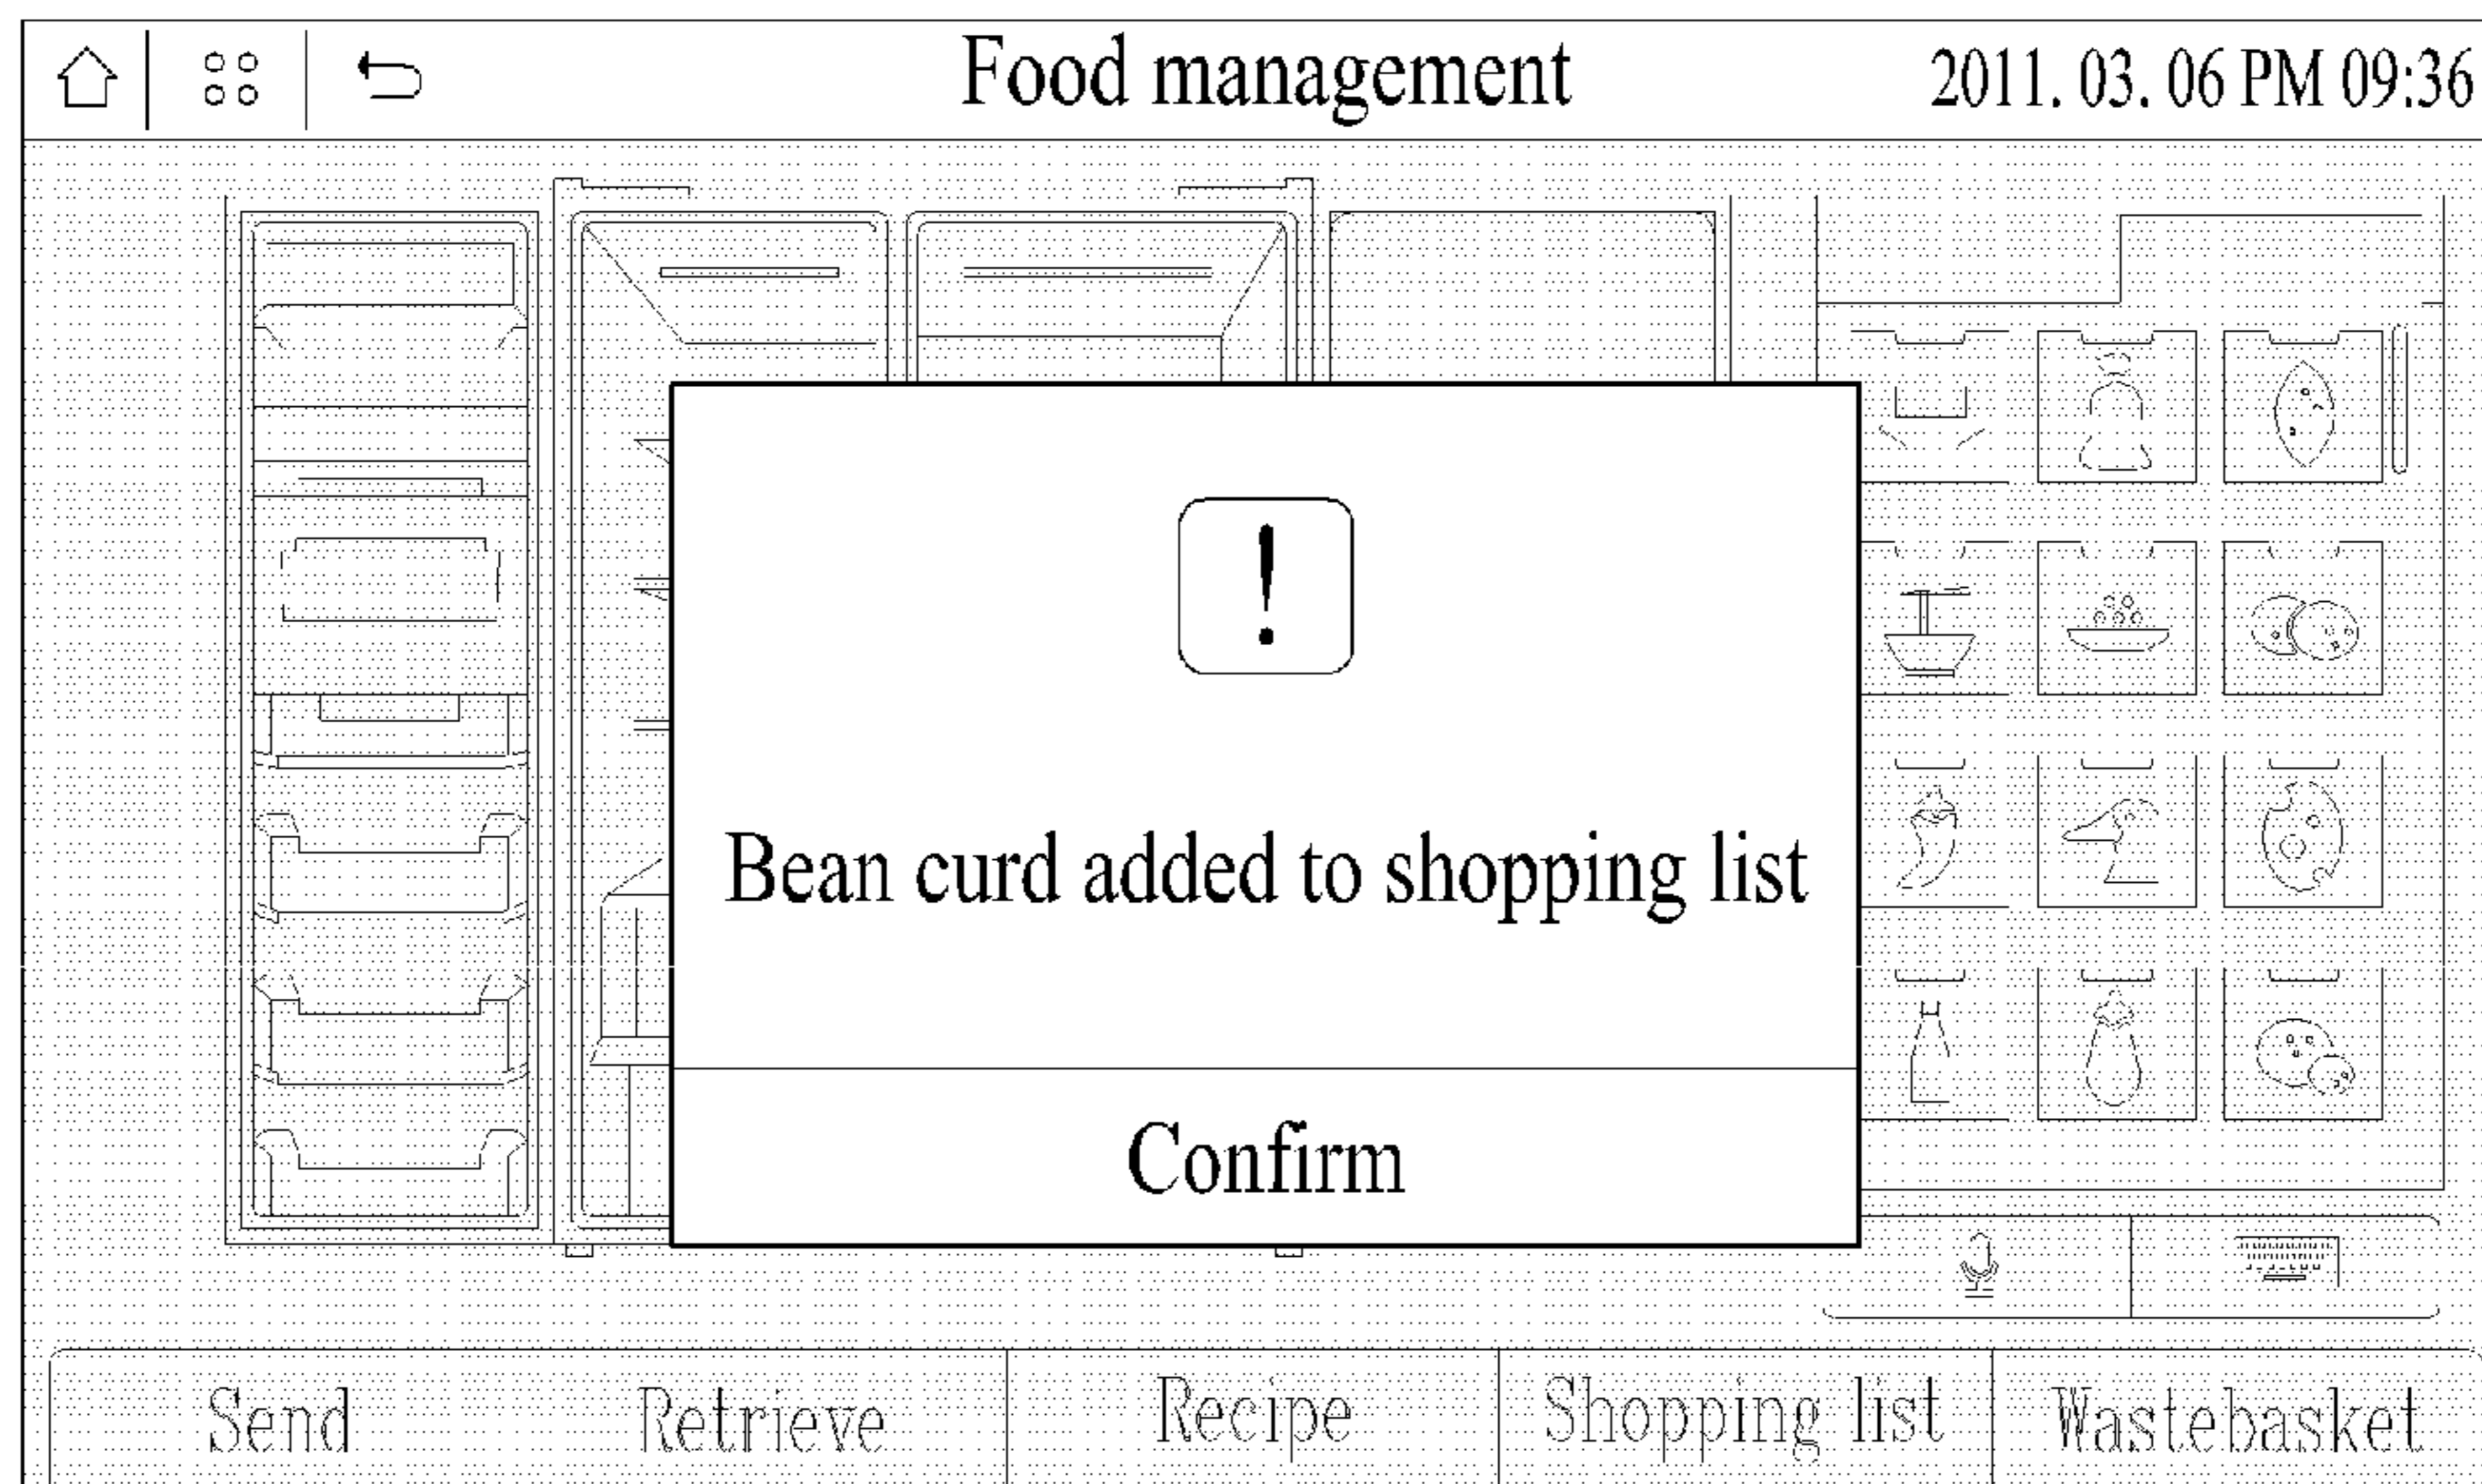 Food management
2011. 03. 06 PM 09:36
!
Bean curd added to shopping list
Confirm
Send
Retrieve
Recipe
Shopping list
Wastebasket